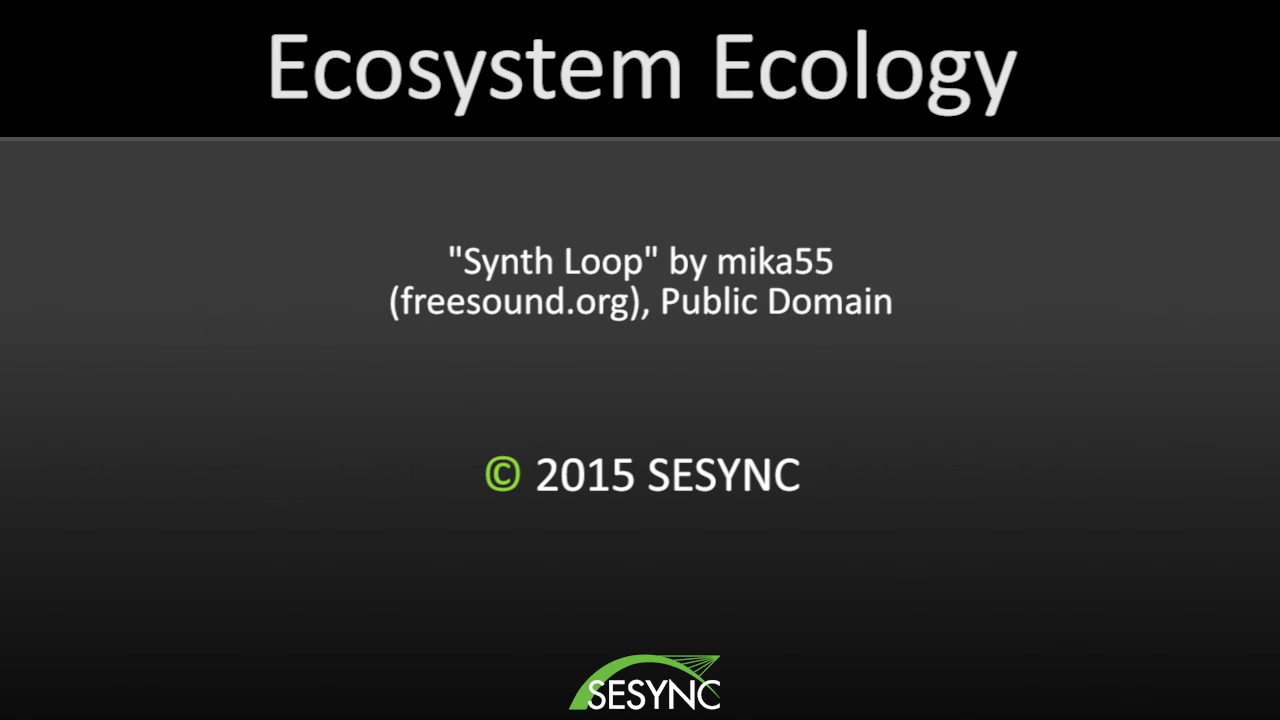 Ecosystem Ecology
"Synth Loop" by mika55
(freesound.org), Public Domain
© 2015 SESYNC
SESYNC